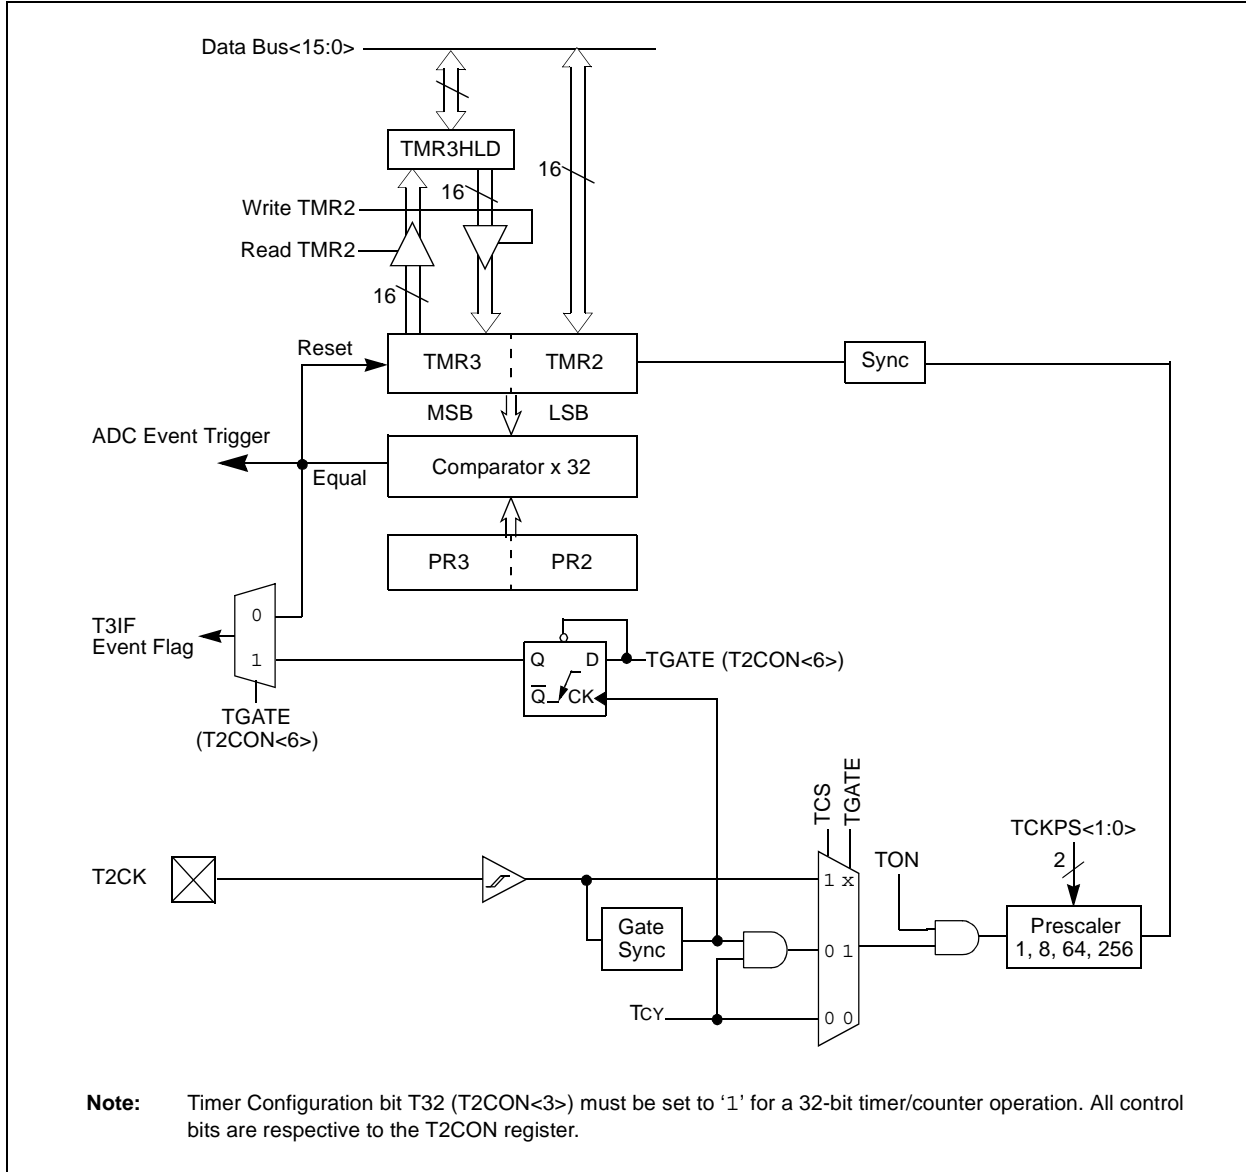 Data Bus<15:0>
TMR3HLD
16
16
Write TMR2
Read TMR2
16
Reset
TMR3
TMR2
Sync
MSB
LSB
ADC Event Trigger
Equal
Comparator x 32
PR3
PR2
0
T3IF
Event Flag
1
Q
D
TGATE (T2CON<6>)
Q
CK
TGATE
(T2CON<6>)
TCS
TGATE
TCKPS<1:0>
2
TON
T2CK
1 x
Gate
Sync
0 1
Prescaler
1, 8, 64, 256
TCY
0 0
Note: Timer Configuration bit T32 (T2CON<3>) must be set to ‘1’ for a 32-bit timer/counter operation. All control
bits are respective to the T2CON register.